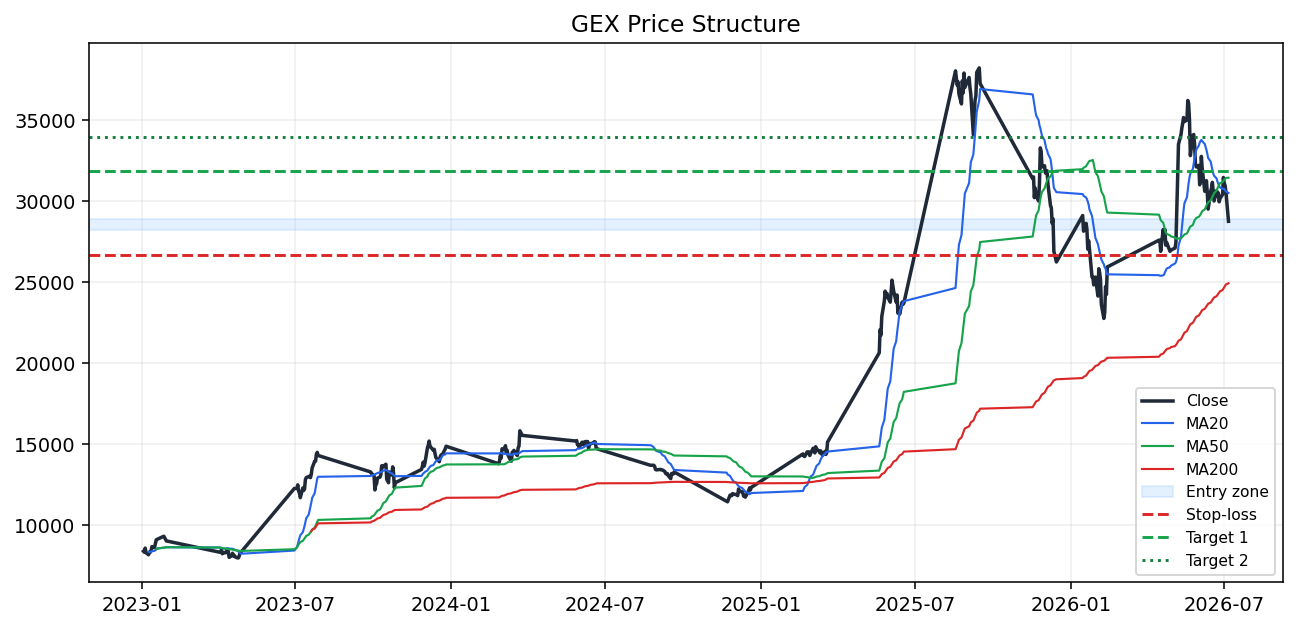 GEX Price Structure
35000
30000
25000
20000
15000
10000
2023-01
2023-07
2024-01
2024-07
2025-01
2025-07
2026-01
2026-07
Close
MA20
MA50
MA200
Entry zone
Stop-loss
Target 1
Target 2